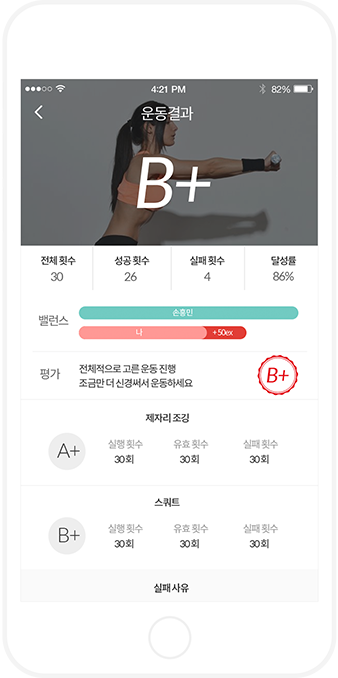 4:21 PM
82%
운동결과
B+
전체 횟수 성공 횟수 실패 횟수 달성률
30 26 4 86%
밸런스
손흥민
나 +50ex
평가
전체적으로 고른 운동 진행
조금만 더 신경써서 운동하세요
B+
제자리 조깅
A+
실행 횟수 유효 횟수 실패 횟수
30회 30회 30회
스쿼트
B+
실행 횟수 유효 횟수 실패 횟수
30회 30회 30회
실패 사유